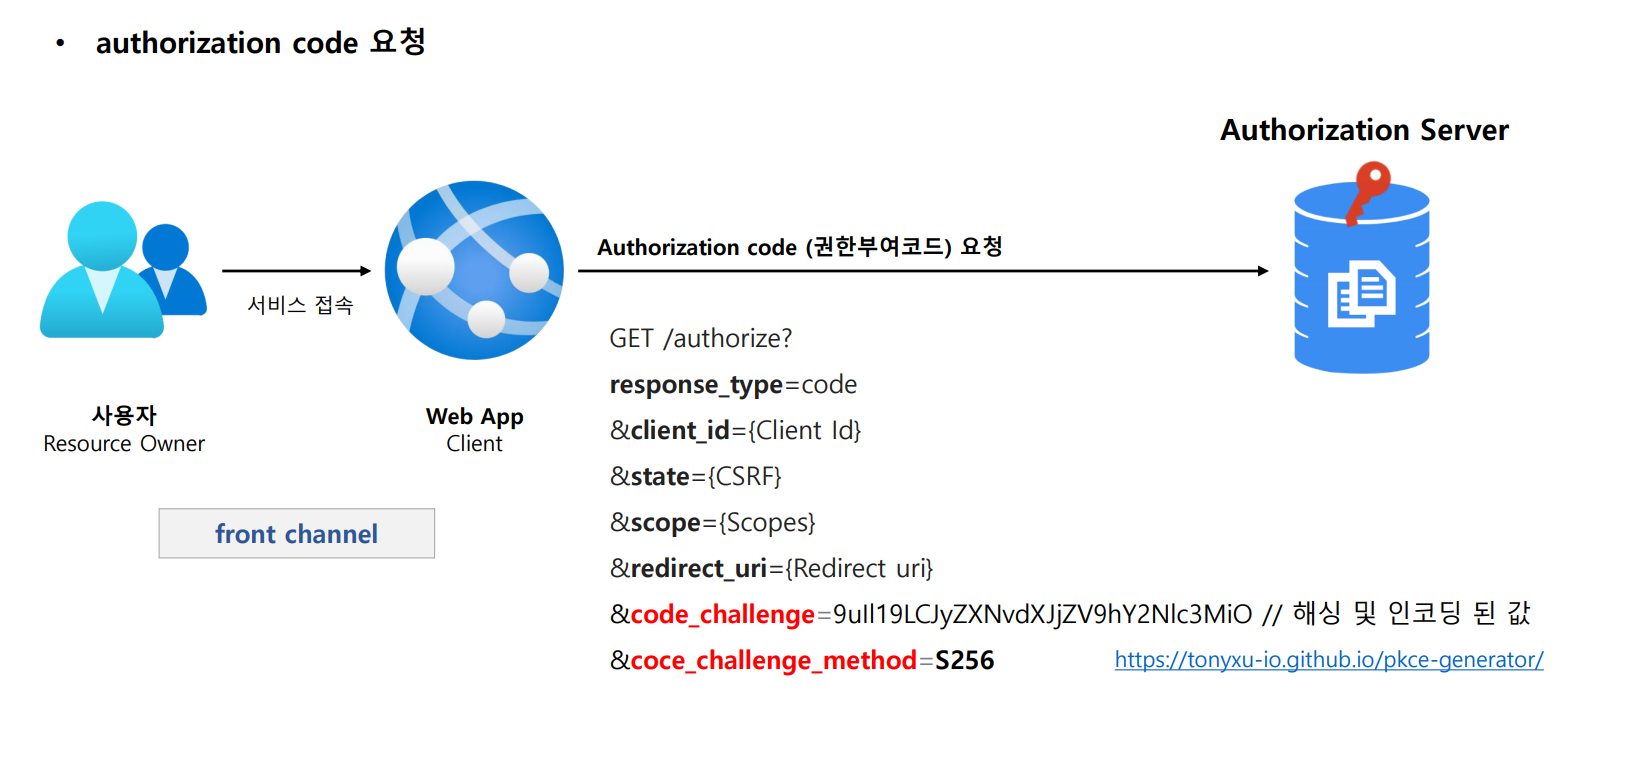 • authorization code 요청
Authorization Server
Authorization code (권한부여코드) 요청
서비스 접속
사용자
Resource Owner
Web App
Client
front channel
GET /authorize?
response_type=code
&client_id={Client Id}
&state={CSRF}
&scope={Scopes}
&redirect_uri={Redirect uri}
&code_challenge=9uIl19LCJyZXNvdXJjZV9hY2Nlc3MiO // 해싱 및 인코딩 된 값
&coce_challenge_method=S256
https://tonyxu-io.github.io/pkce-generator/